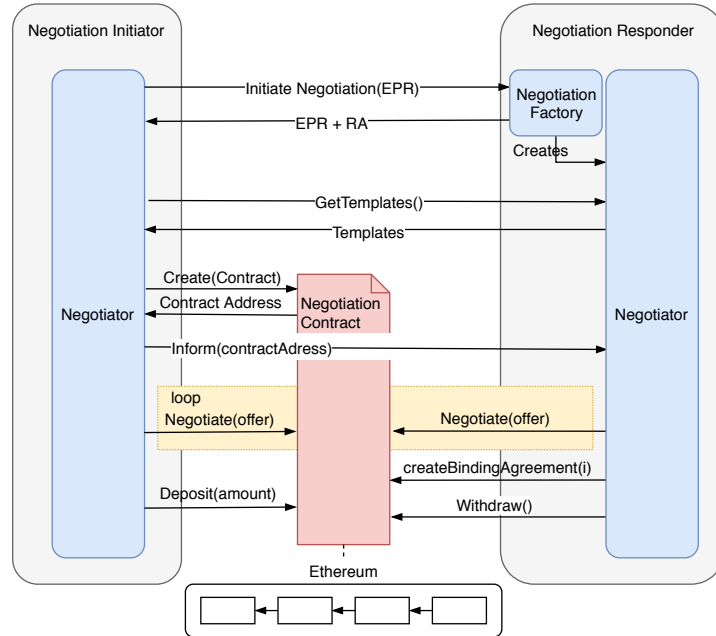 Negotiation Initiator
Negotiation Responder
Initiate Negotiation(EPR)
Negotiation
Factory
EPR + RA
Creates
GetTemplates()
Templates
Create(Contract)
Negotiation
Contract
Contract Address
Negotiator
Negotiator
Inform(contractAdress)
loop
Negotiate(offer)
Negotiate(offer)
createBindingAgreement(i)
Deposit(amount)
Withdraw()
Ethereum